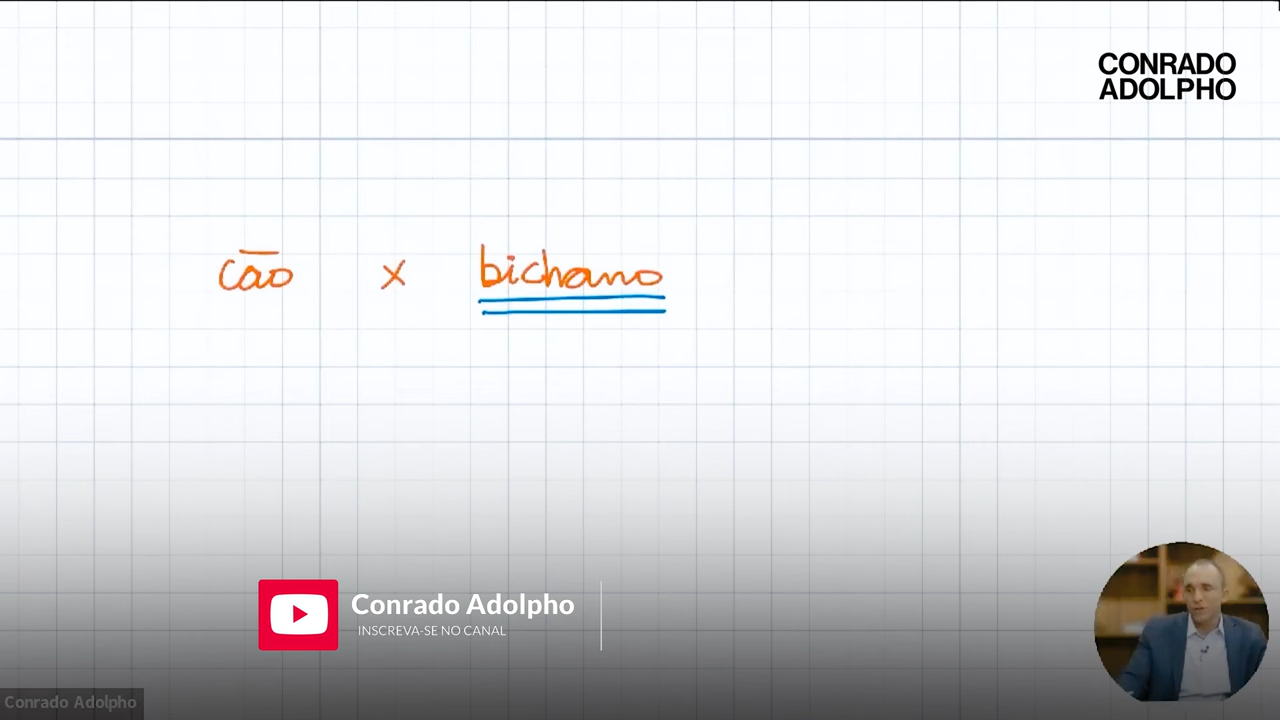 CONRADO
ADOLPHO
cão x bichano
Conrado Adolpho
INSCREVA-SE NO CANAL
Conrado Adolpho